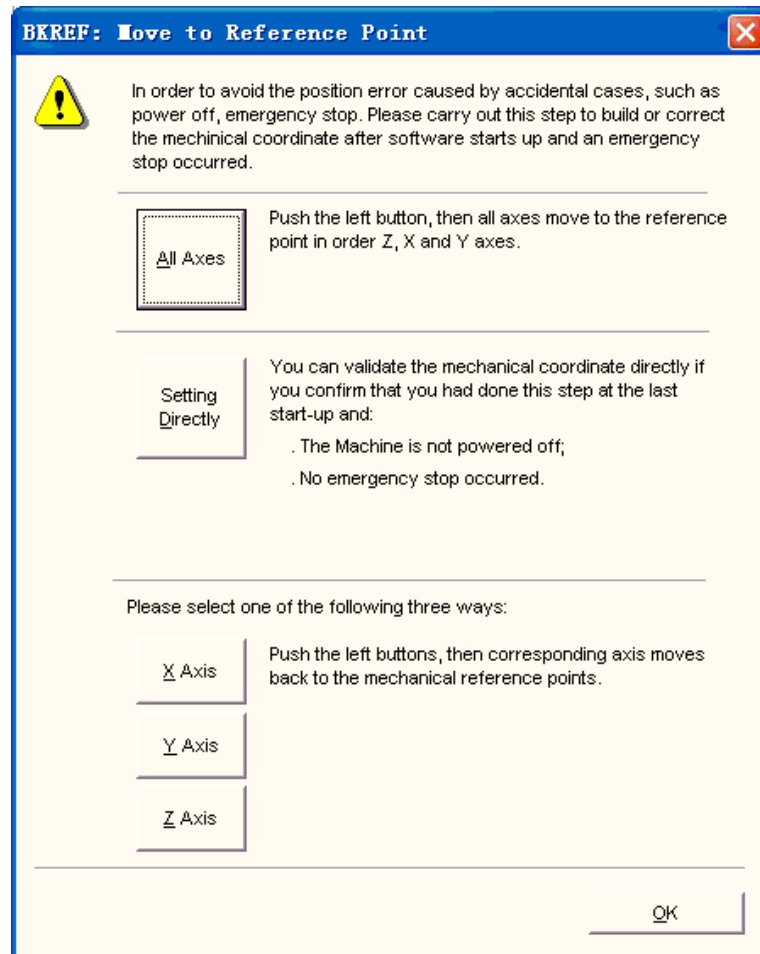 BKREF: Move to Reference Point
In order to avoid the position error caused by accidental cases, such as
power off, emergency stop. Please carry out this step to build or correct
the mechinical coordinate after software starts up and an emergency
stop occurred.
All Axes
Push the left button, then all axes move to the reference
point in order Z, X and Y axes.
Setting
Directly
You can validate the mechanical coordinate directly if
you confirm that you had done this step at the last
start-up and:
. The Machine is not powered off;
. No emergency stop occurred.
Please select one of the following three ways:
X Axis
Push the left buttons, then corresponding axis moves
back to the mechanical reference points.
Y Axis
Z Axis
OK